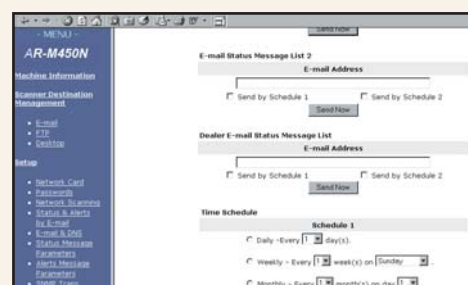 - MENU -
AR-M450N
Machine Information
Scanner Destination
Management
E-mail
FTP
Desktop
Setup
Network Card
Passwords
Network Scanning
Status & Alerts
by E-mail
E-mail & DNS
Status Message
Parameters
Alerts Message
Parameters
SNMP Trap
Send Now
E-mail Status Message List 2
E-mail Address
Send by Schedule 1 Send by Schedule 2
Send Now
Dealer E-mail Status Message List
E-mail Address
Send by Schedule 1 Send by Schedule 2
Send Now
Time Schedule
Schedule 1
Daily -Every 1 day(s).
Weekly - Every 1 week(s) on Sunday .
Monthly - Every 1 month(s) on day 1